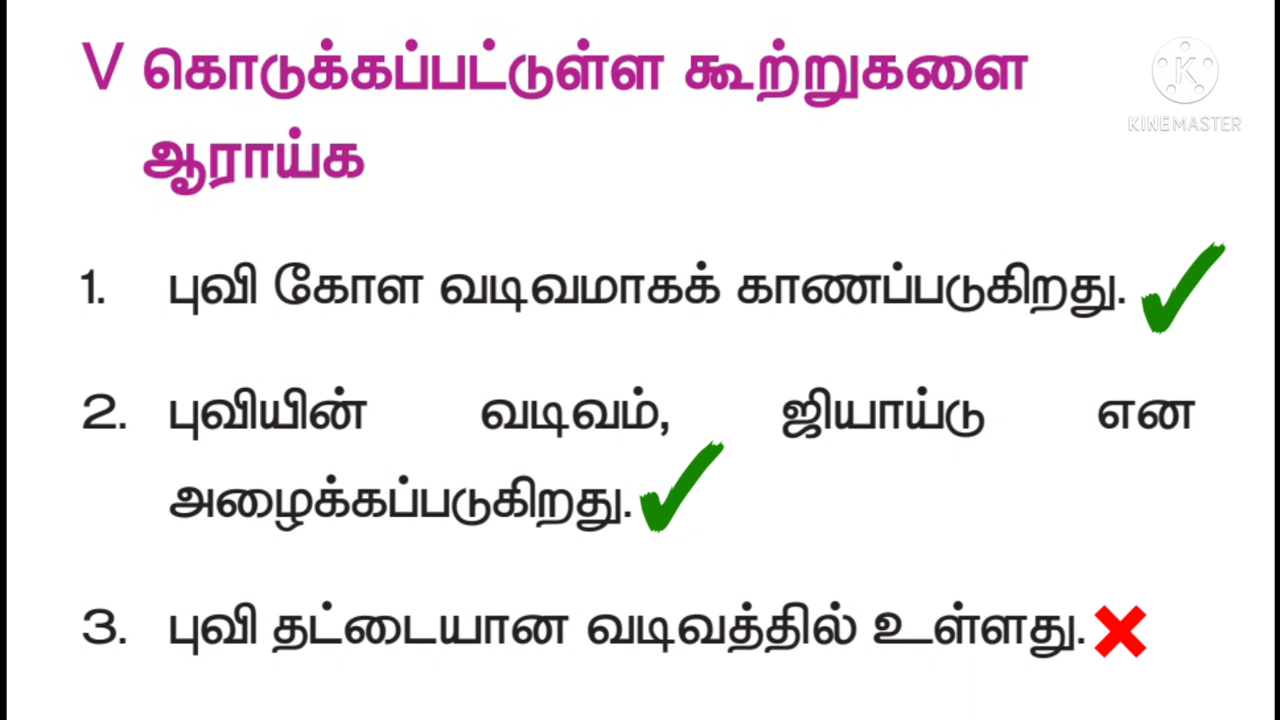 V கொடுக்கப்பட்டுள்ள கூற்றுகளை
ஆராய்க
K
KINEMASTER
1. புவி கோள வடிவமாகக் காணப்படுகிறது.
2. புவியின் வடிவம், ஜியாய்டு என
அழைக்கப்படுகிறது.
3. புவி தட்டையான வடிவத்தில் உள்ளது.